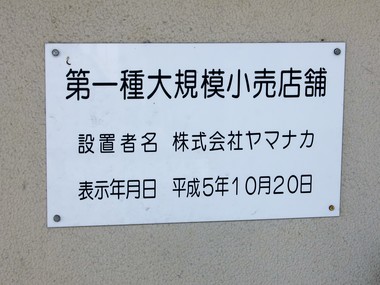 第一種大規模小売店舗
設置者名 株式会社ヤマナカ
表示年月日 平成5年10月20日